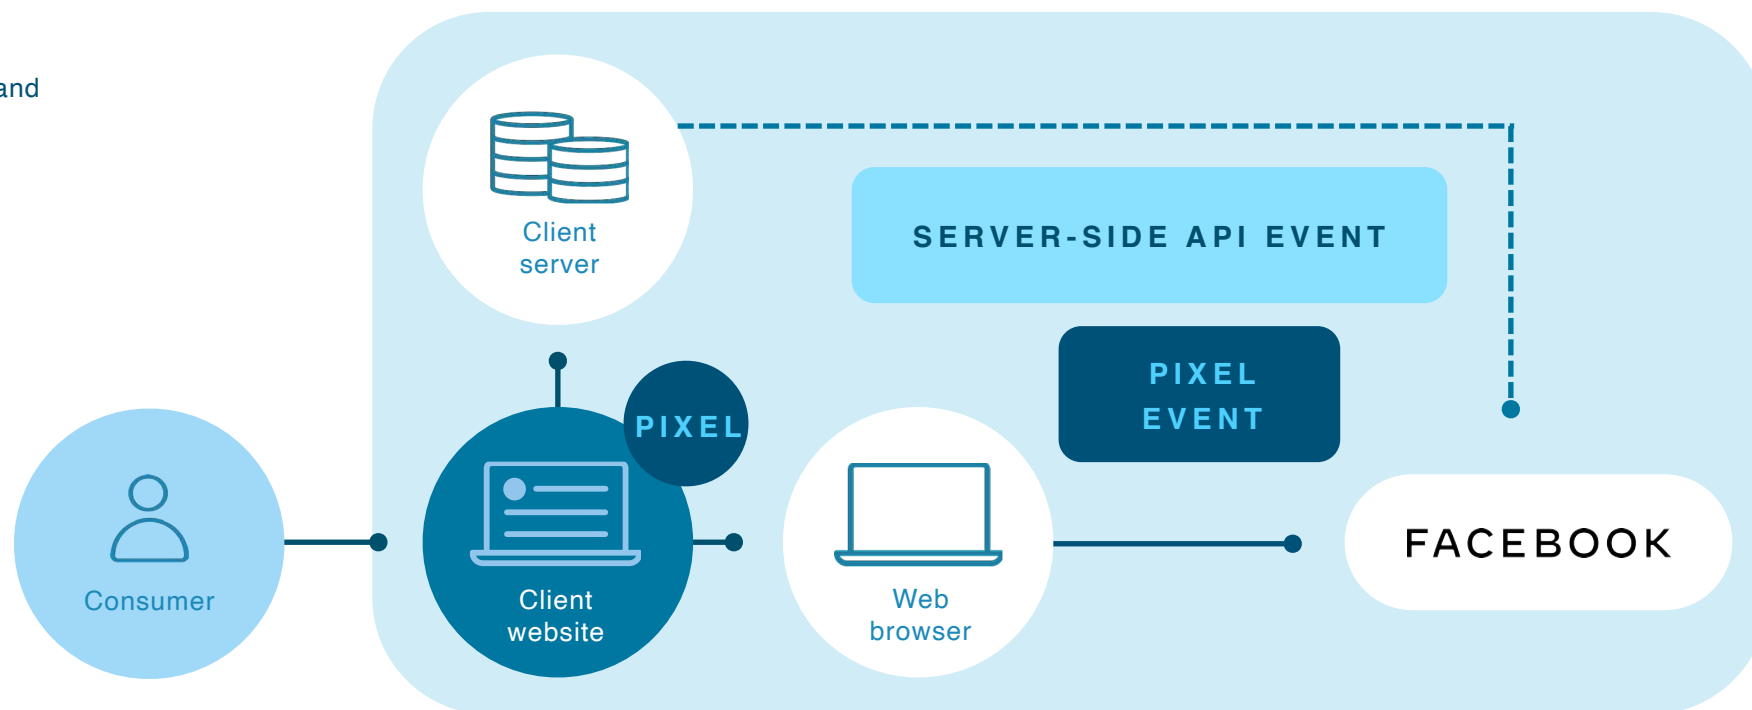 and
Client
server
SERVER-SIDE API EVENT
PIXEL
EVENT
PIXEL
Consumer
Client
website
Web
browser
FACEBOOK